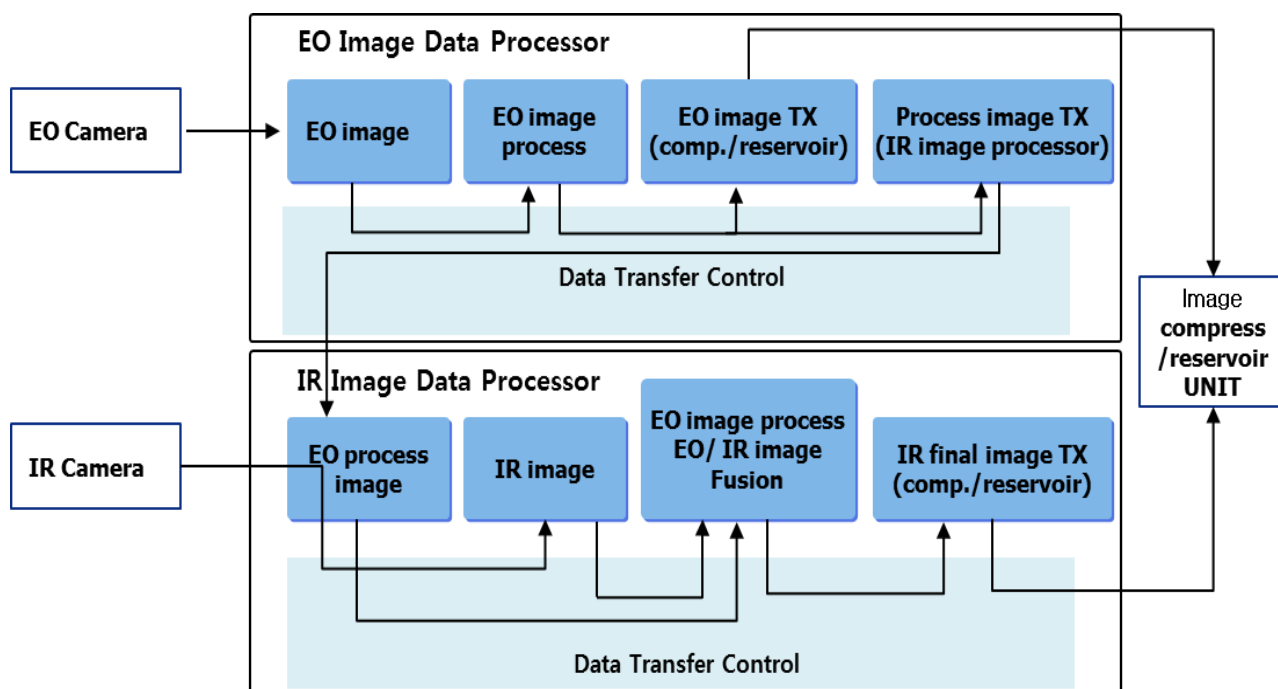 EO Image Data Processor
EO Camera
EO image
EO image
process
EO image TX
(comp./reservoir)
Process image TX
(IR image processor)
Data Transfer Control
Image
compress
/reservoir
UNIT
IR Image Data Processor
IR Camera
EO process
image
IR image
EO image process
EO/ IR image
Fusion
IR final image TX
(comp./reservoir)
Data Transfer Control